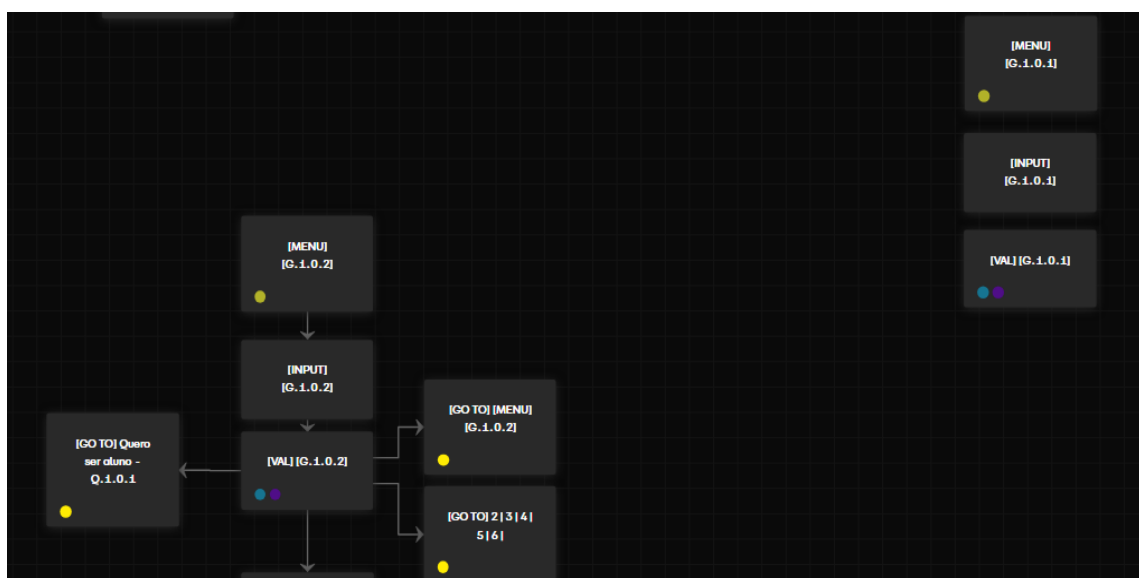 [MENU]
[G.1.0.1]
[INPUT]
[G.1.0.1]
[VAL] [G.1.0.1]
[MENU]
[G.1.0.2]
[INPUT]
[G.1.0.2]
[GO TO] [MENU]
[G.1.0.2]
[GO TO] Quero
ser aluno -
Q.1.0.1
[VAL] [G.1.0.2]
[GO TO] 2 | 3 | 4 |
5 | 6 |